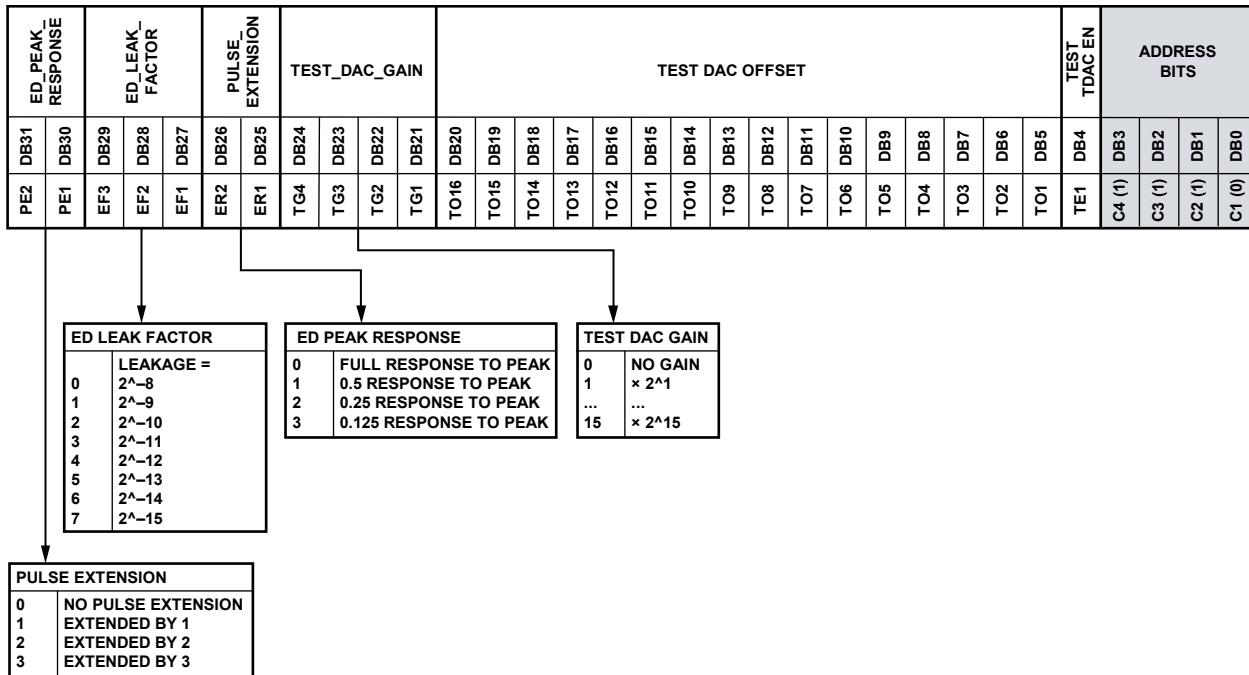 ED_PEAK_
RESPONSE
ED_LEAK_
FACTOR
PULSE_
EXTENSION
TEST_DAC_GAIN
TEST DAC OFFSET
TEST
TDAC EN
ADDRESS
BITS
DB31 DB30 DB29 DB28 DB27 DB26 DB25 DB24 DB23 DB22 DB21 DB20 DB19 DB18 DB17 DB16 DB15 DB14 DB13 DB12 DB11 DB10 DB9 DB8 DB7 DB6 DB5 DB4 DB3 DB2 DB1 DB0
PE2 PE1 EF3 EF2 EF1 ER2 ER1 TG4 TG3 TG2 TG1 TO16 TO15 TO14 TO13 TO12 TO11 TO10 TO9 TO8 TO7 TO6 TO5 TO4 TO3 TO2 TO1 TE1 C4 (1) C3 (1) C2 (1) C1 (0)
ED LEAK FACTOR
LEAKAGE =
0 2^–8
1 2^–9
2 2^–10
3 2^–11
4 2^–12
5 2^–13
6 2^–14
7 2^–15
ED PEAK RESPONSE
0 FULL RESPONSE TO PEAK
1 0.5 RESPONSE TO PEAK
2 0.25 RESPONSE TO PEAK
3 0.125 RESPONSE TO PEAK
TEST DAC GAIN
0 NO GAIN
1 × 2^1
... ...
15 × 2^15
PULSE EXTENSION
0 NO PULSE EXTENSION
1 EXTENDED BY 1
2 EXTENDED BY 2
3 EXTENDED BY 3